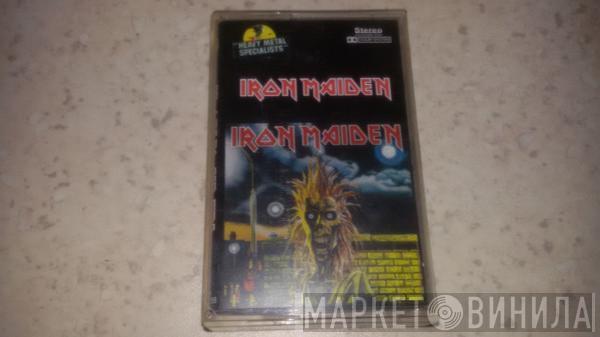 "HEAVY METAL
SPECIALISTS"
Stereo
IRON MAIDEN
IRON MAIDEN
МАРКЕТ ВИНИЛА